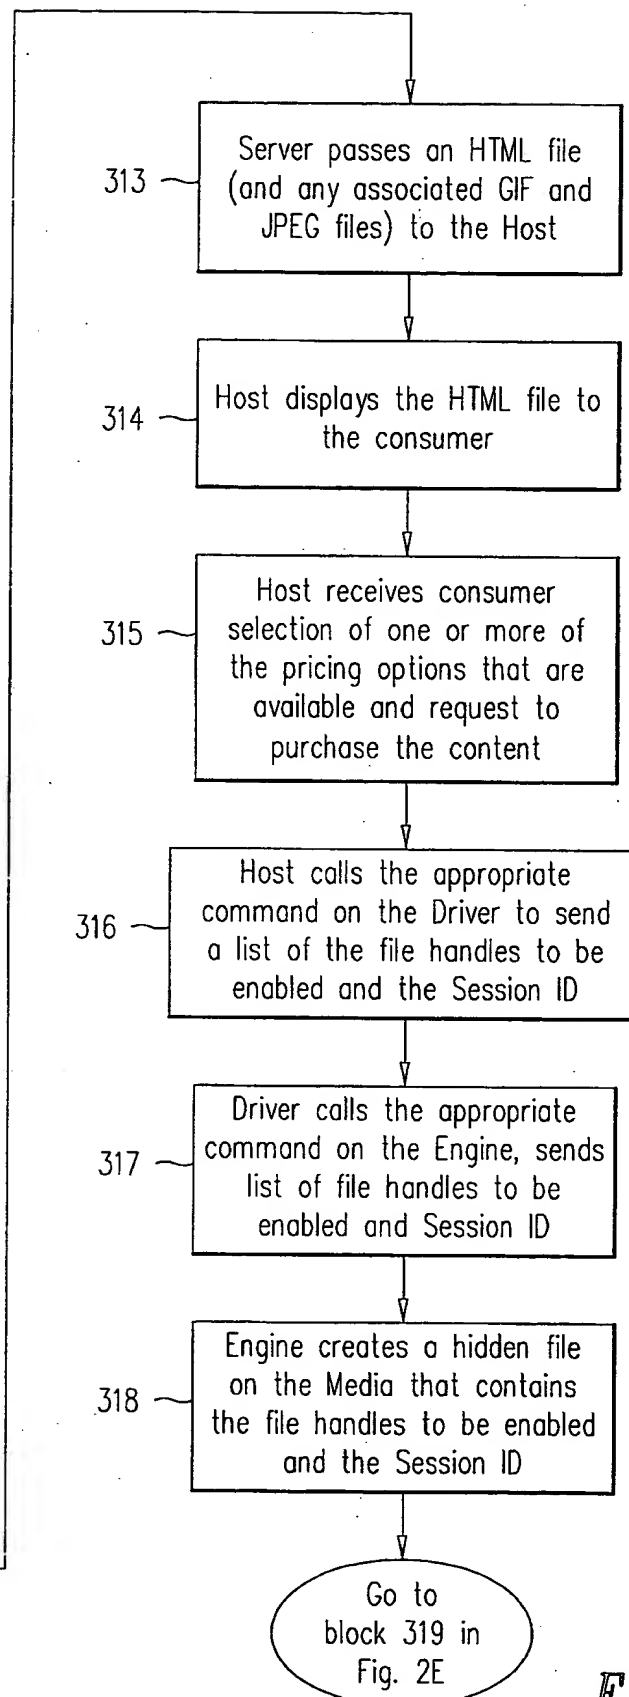 313
Server passes an HTML file
(and any associated GIF and
JPEG files) to the Host
314
Host displays the HTML file to
the consumer
315
Host receives consumer
selection of one or more of
the pricing options that are
available and request to
purchase the content
316
Host calls the appropriate
command on the Driver to send
a list of the file handles to be
enabled and the Session ID
317
Driver calls the appropriate
command on the Engine, sends
list of file handles to be
enabled and Session ID
318
Engine creates a hidden file
on the Media that contains
the file handles to be enabled
and the Session ID
Go to
block 319 in
Fig. 2E